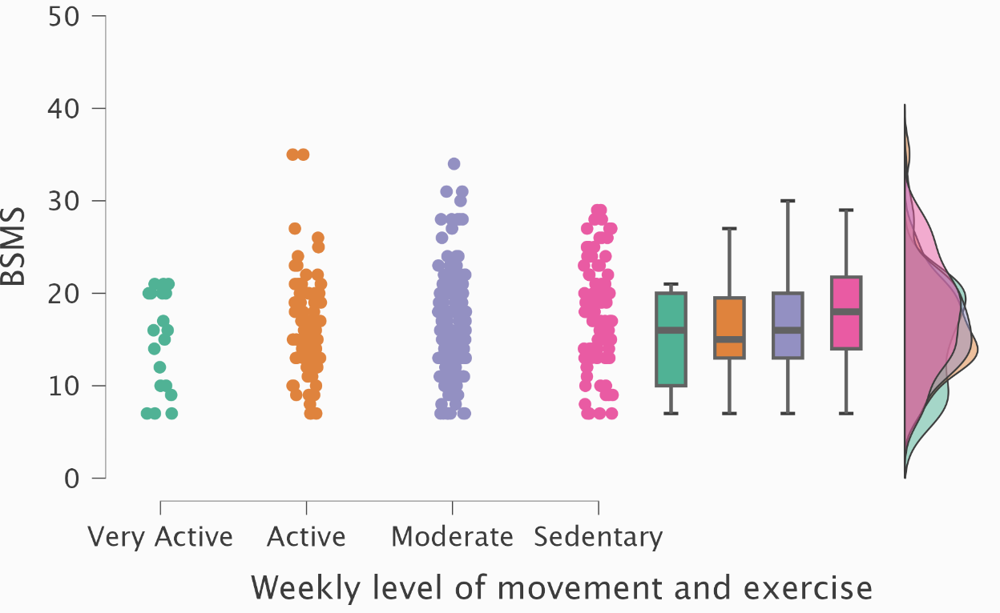 50
40
30
20
10
0
BSMS
Very Active Active Moderate Sedentary
Weekly level of movement and exercise